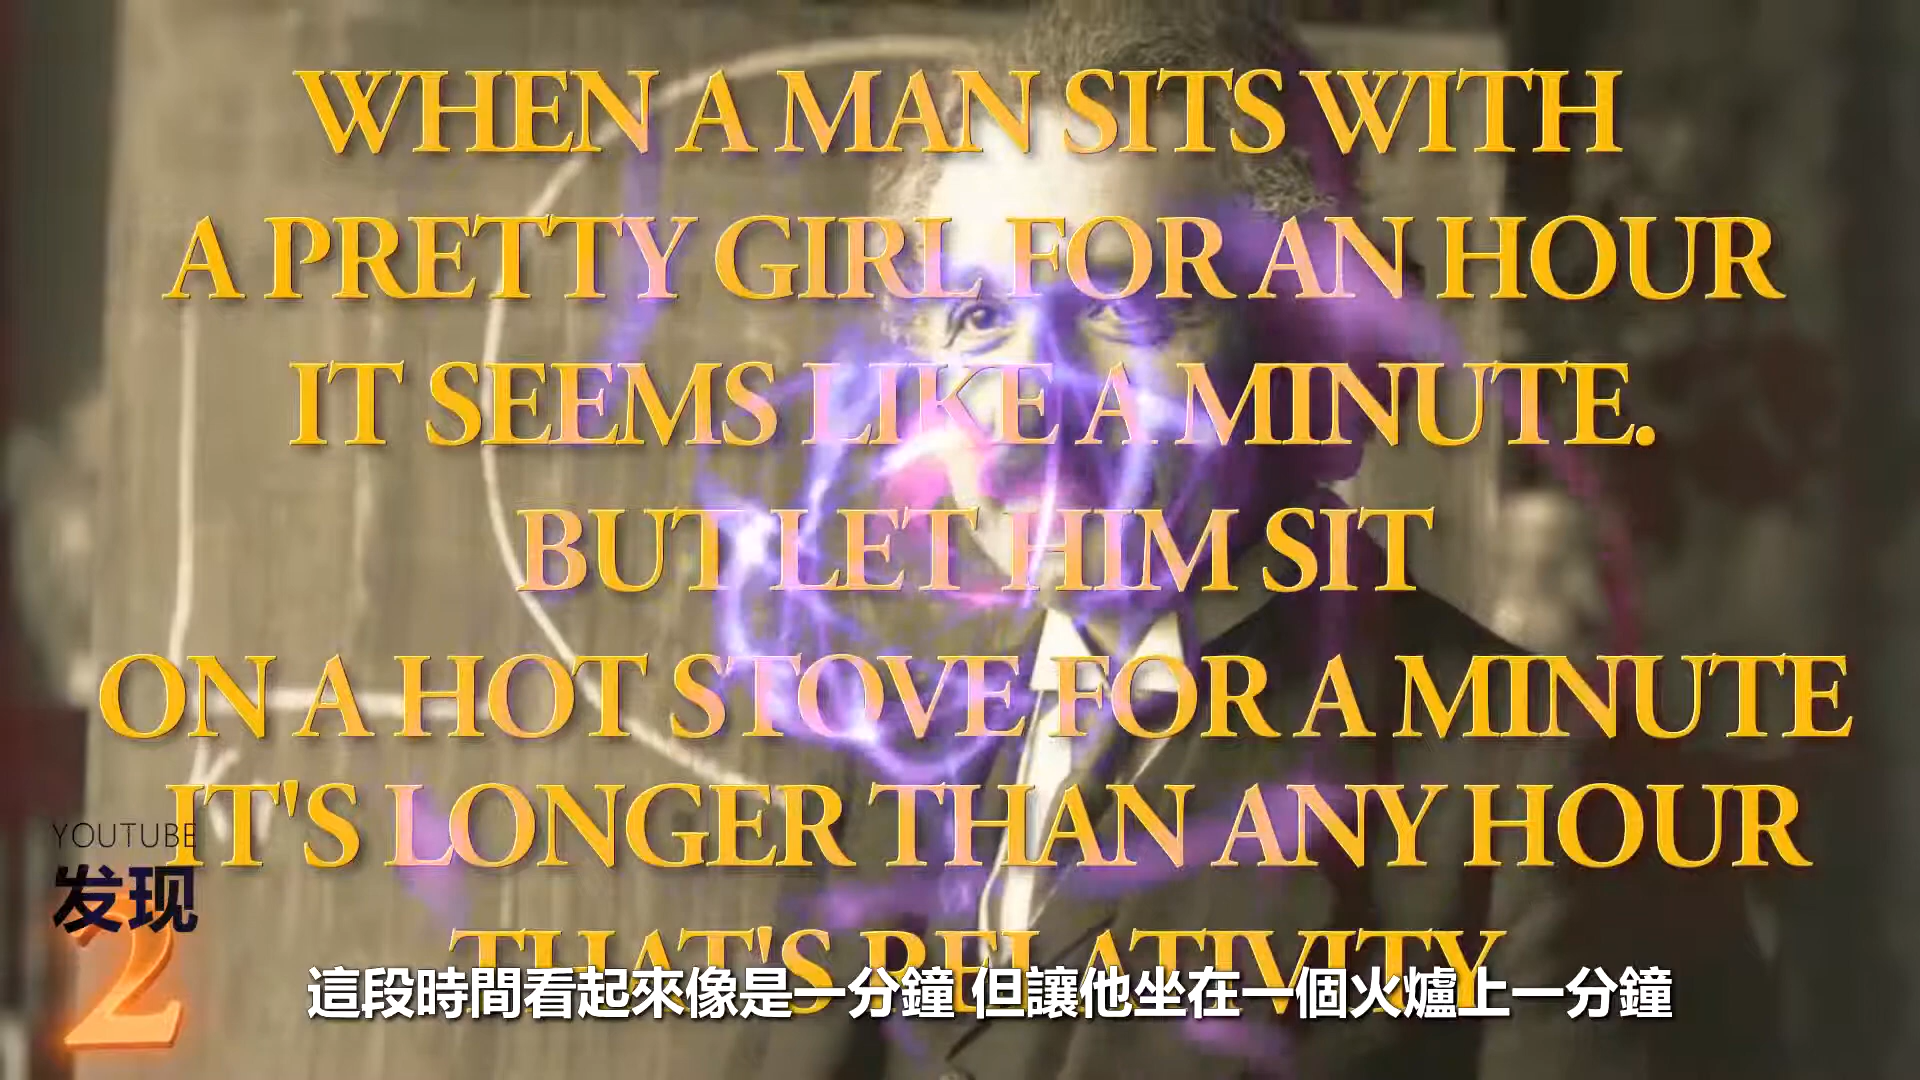 WHEN A MAN SITS WITH
A PRETTY GIRL FOR AN HOUR
IT SEEMS LIKE A MINUTE.
BUT LET HIM SIT
ON A HOT STOVE FOR A MINUTE
IT'S LONGER THAN ANY HOUR
THAT'S RELATIVITY
YOUTUBE
发现
2
這段時間看起來像是一分鐘 但讓他坐在一個火爐上一分鐘